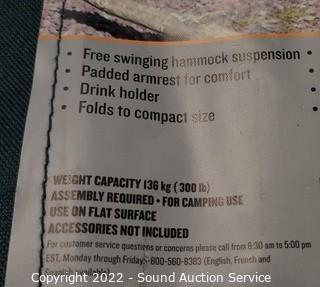 • Free swinging hammock suspension
• Padded armrest for comfort
• Drink holder
• Folds to compact size
WEIGHT CAPACITY 136 kg (300 lb)
ASSEMBLY REQUIRED • FOR CAMPING USE
USE ON FLAT SURFACE
ACCESSORIES NOT INCLUDED
For customer service questions or concerns please call from 8:30 am to 5:00 pm
EST, Monday through Friday:-800-560-8383 (English, French and
Spanish available)
Copyright 2022 - Sound Auction Service